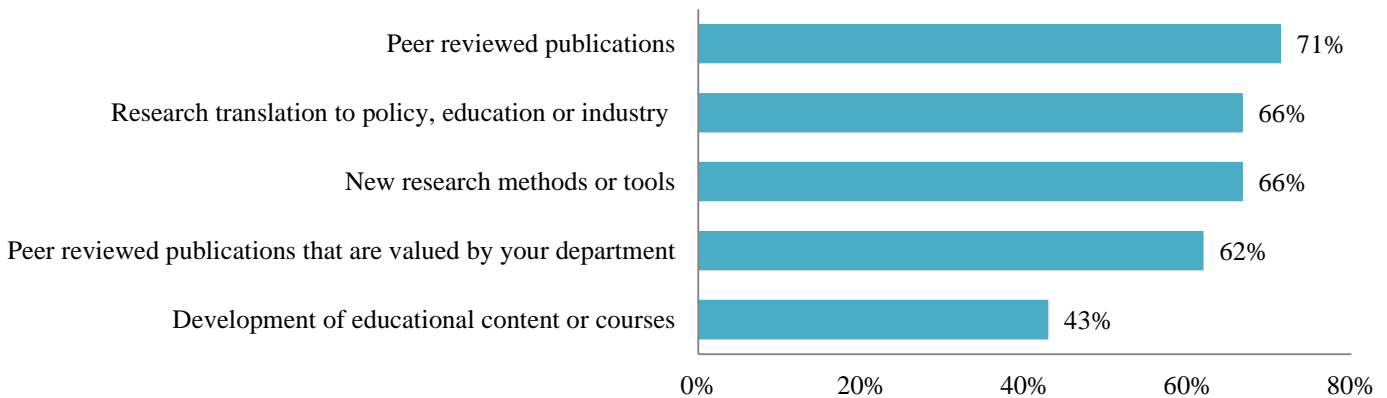 Peer reviewed publications 71%
Research translation to policy, education or industry 66%
New research methods or tools 66%
Peer reviewed publications that are valued by your department 62%
Development of educational content or courses 43%
0% 20% 40% 60% 80%